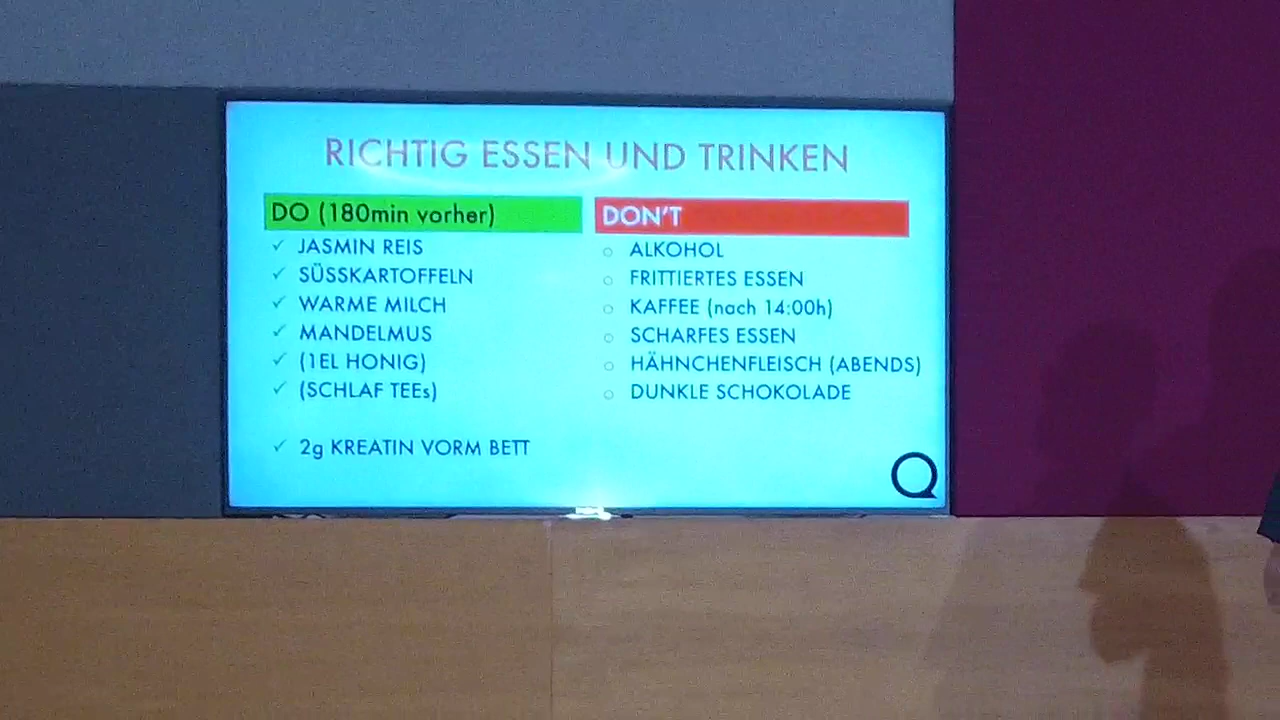 RICHTIG ESSEN UND TRINKEN
DO (180min vorher)
✓ JASMIN REIS
✓ SÜSSKARTOFFELN
✓ WARME MILCH
✓ MANDELMUS
✓ (1EL HONIG)
✓ (SCHLAF TEEs)
✓ 2g KREATIN VORM BETT
DON'T
○ ALKOHOL
○ FRITTIERTES ESSEN
○ KAFFEE (nach 14:00h)
○ SCHARFES ESSEN
○ HÄHNCHENFLEISCH (ABENDS)
○ DUNKLE SCHOKOLADE